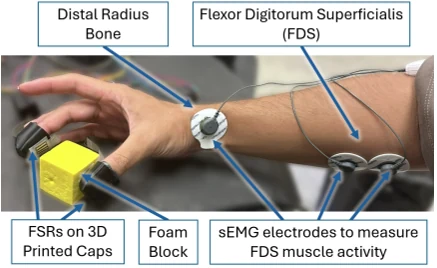 Distal Radius
Bone
Flexor Digitorum Superficialis
(FDS)
FSRs on 3D
Printed Caps
Foam
Block
sEMG electrodes to measure
FDS muscle activity